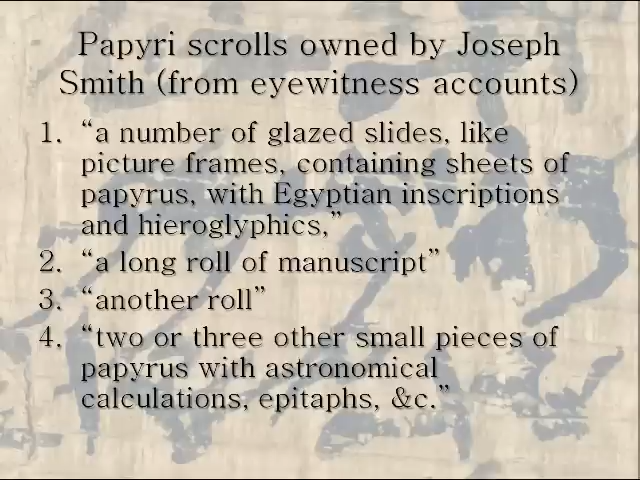 Papyri scrolls owned by Joseph
Smith (from eyewitness accounts)
1. “a number of glazed slides, like
picture frames, containing sheets of
papyrus, with Egyptian inscriptions
and hieroglyphics,”
2. “a long roll of manuscript”
3. “another roll”
4. “two or three other small pieces of
papyrus with astronomical
calculations, epitaphs, &c.”